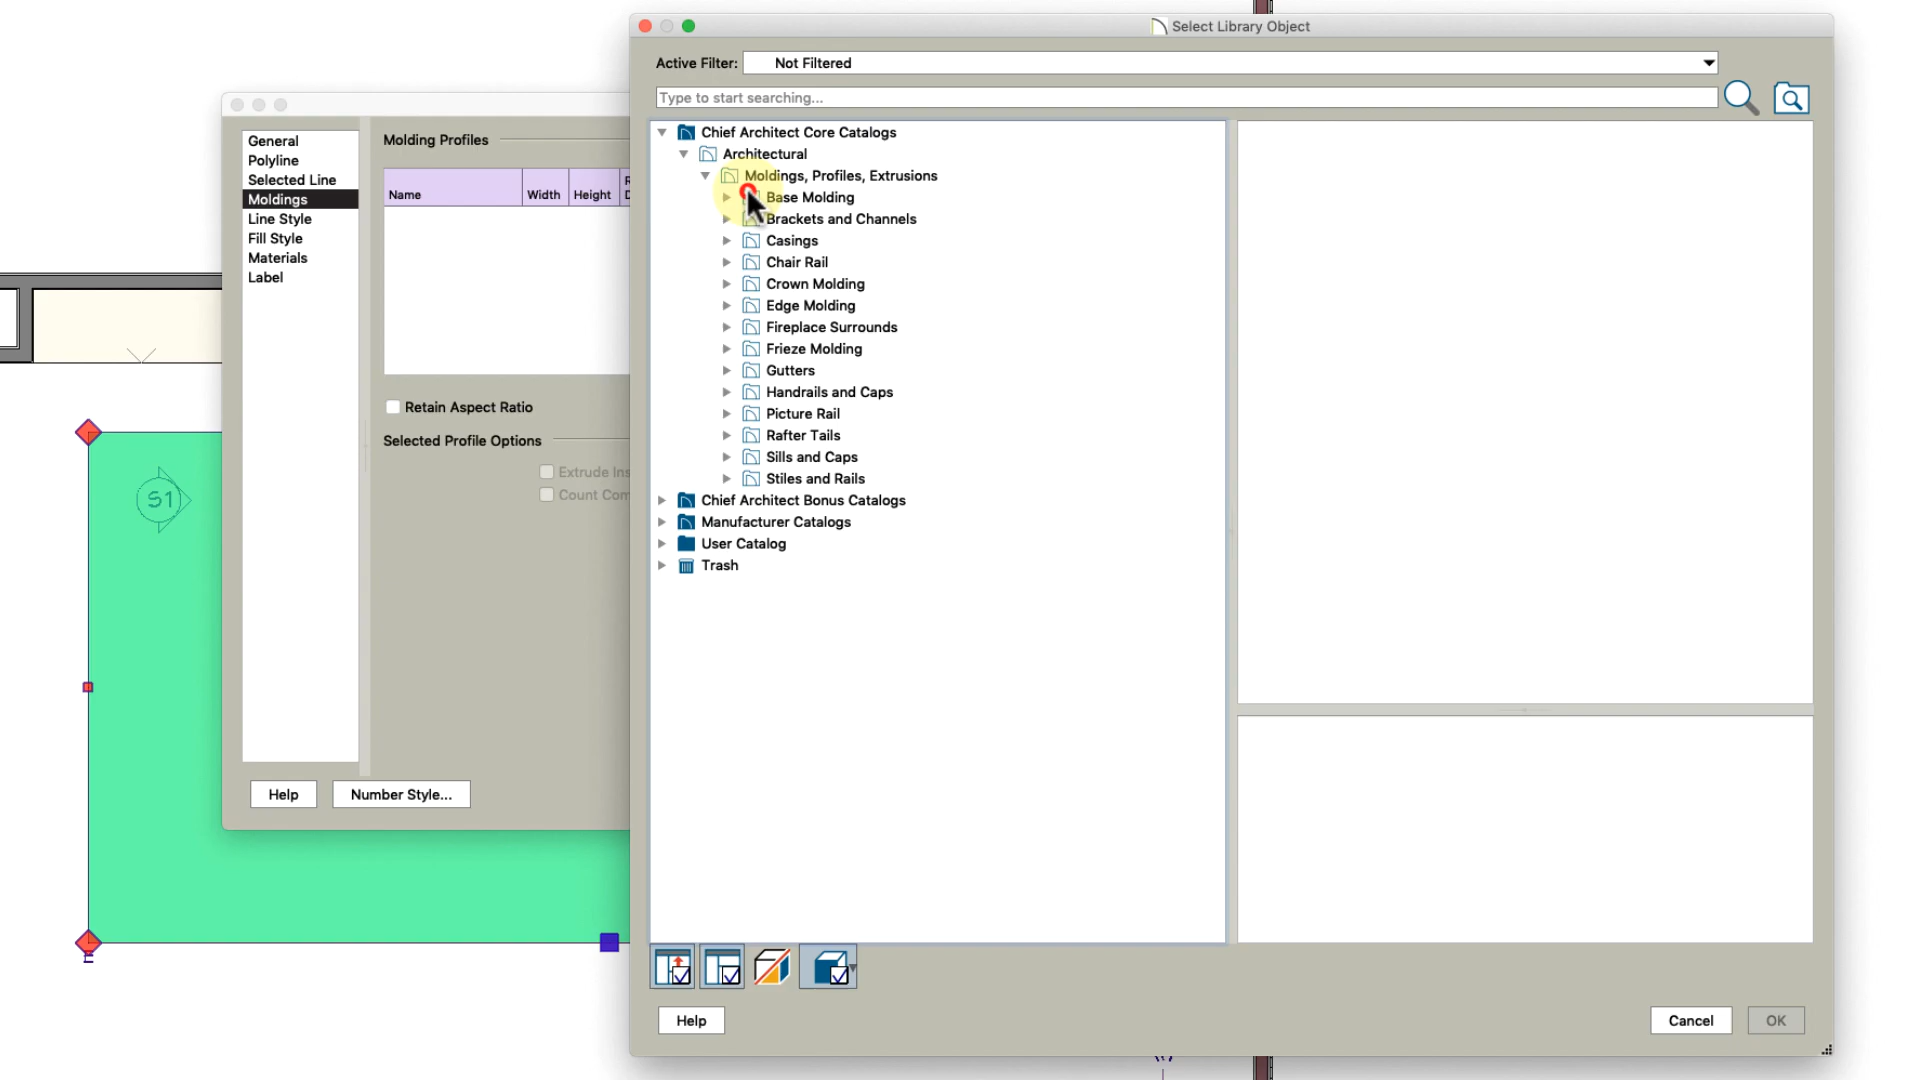 Select Library Object
Active Filter: Not Filtered
Type to start searching...
Chief Architect Core Catalogs
Architectural
Moldings, Profiles, Extrusions
Base Molding
Brackets and Channels
Casings
Chair Rail
Crown Molding
Edge Molding
Fireplace Surrounds
Frieze Molding
Gutters
Handrails and Caps
Picture Rail
Rafter Tails
Sills and Caps
Stiles and Rails
Chief Architect Bonus Catalogs
Manufacturer Catalogs
User Catalog
Trash
Help
Cancel
OK
General
Polyline
Selected Line
Moldings
Line Style
Fill Style
Materials
Label
Molding Profiles
Name Width Height
Retain Aspect Ratio
Selected Profile Options
Extrude Ins
Count Com
Help
Number Style...
S1